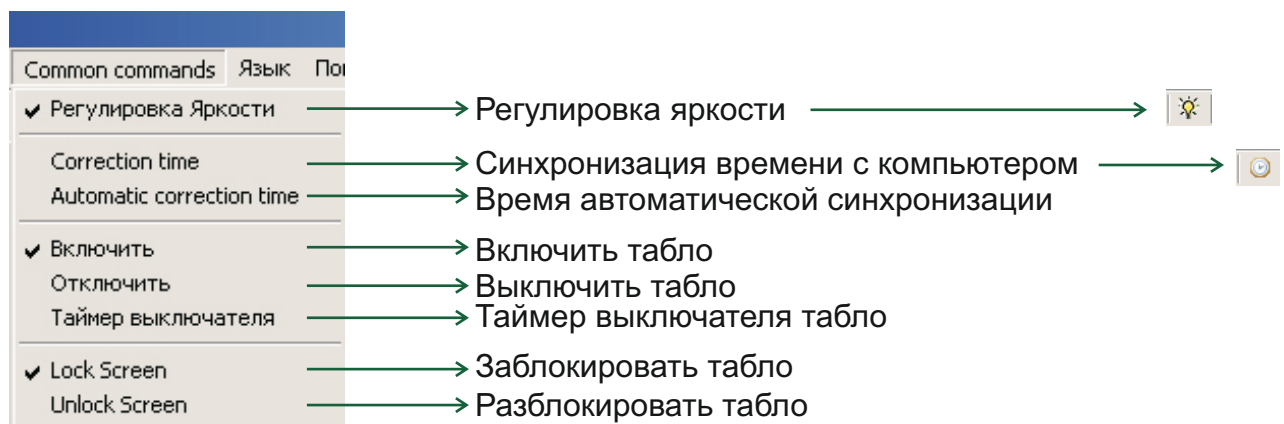 Common commands Язык
Регулировка Яркости Регулировка яркости
Correction time Синхронизация времени с компьютером
Automatic correction time Время автоматической синхронизации
Включить Включить табло
Отключить Выключить табло
Таймер выключателя Таймер выключателя табло
Lock Screen Заблокировать табло
Unlock Screen Разблокировать табло